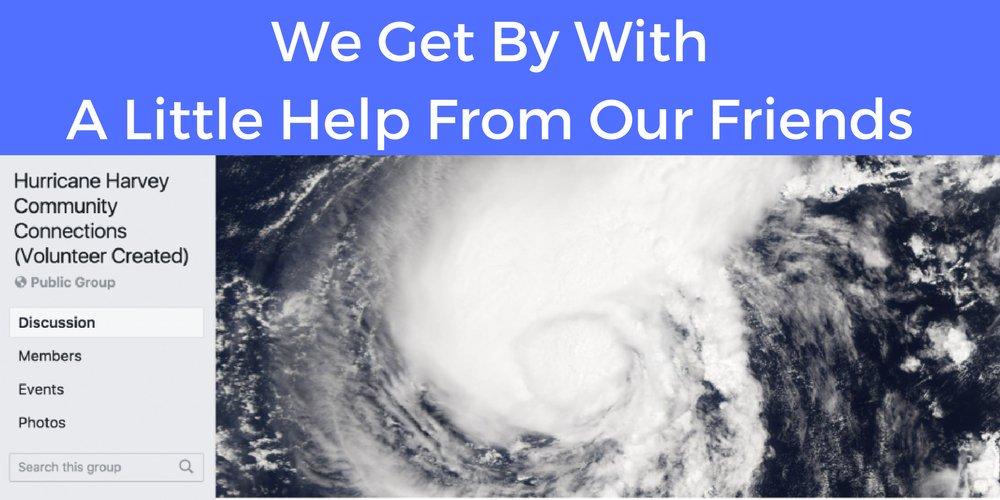 We Get By With
A Little Help From Our Friends
Hurricane Harvey
Community
Connections
(Volunteer Created)
Public Group
Discussion
Members
Events
Photos
Search this group